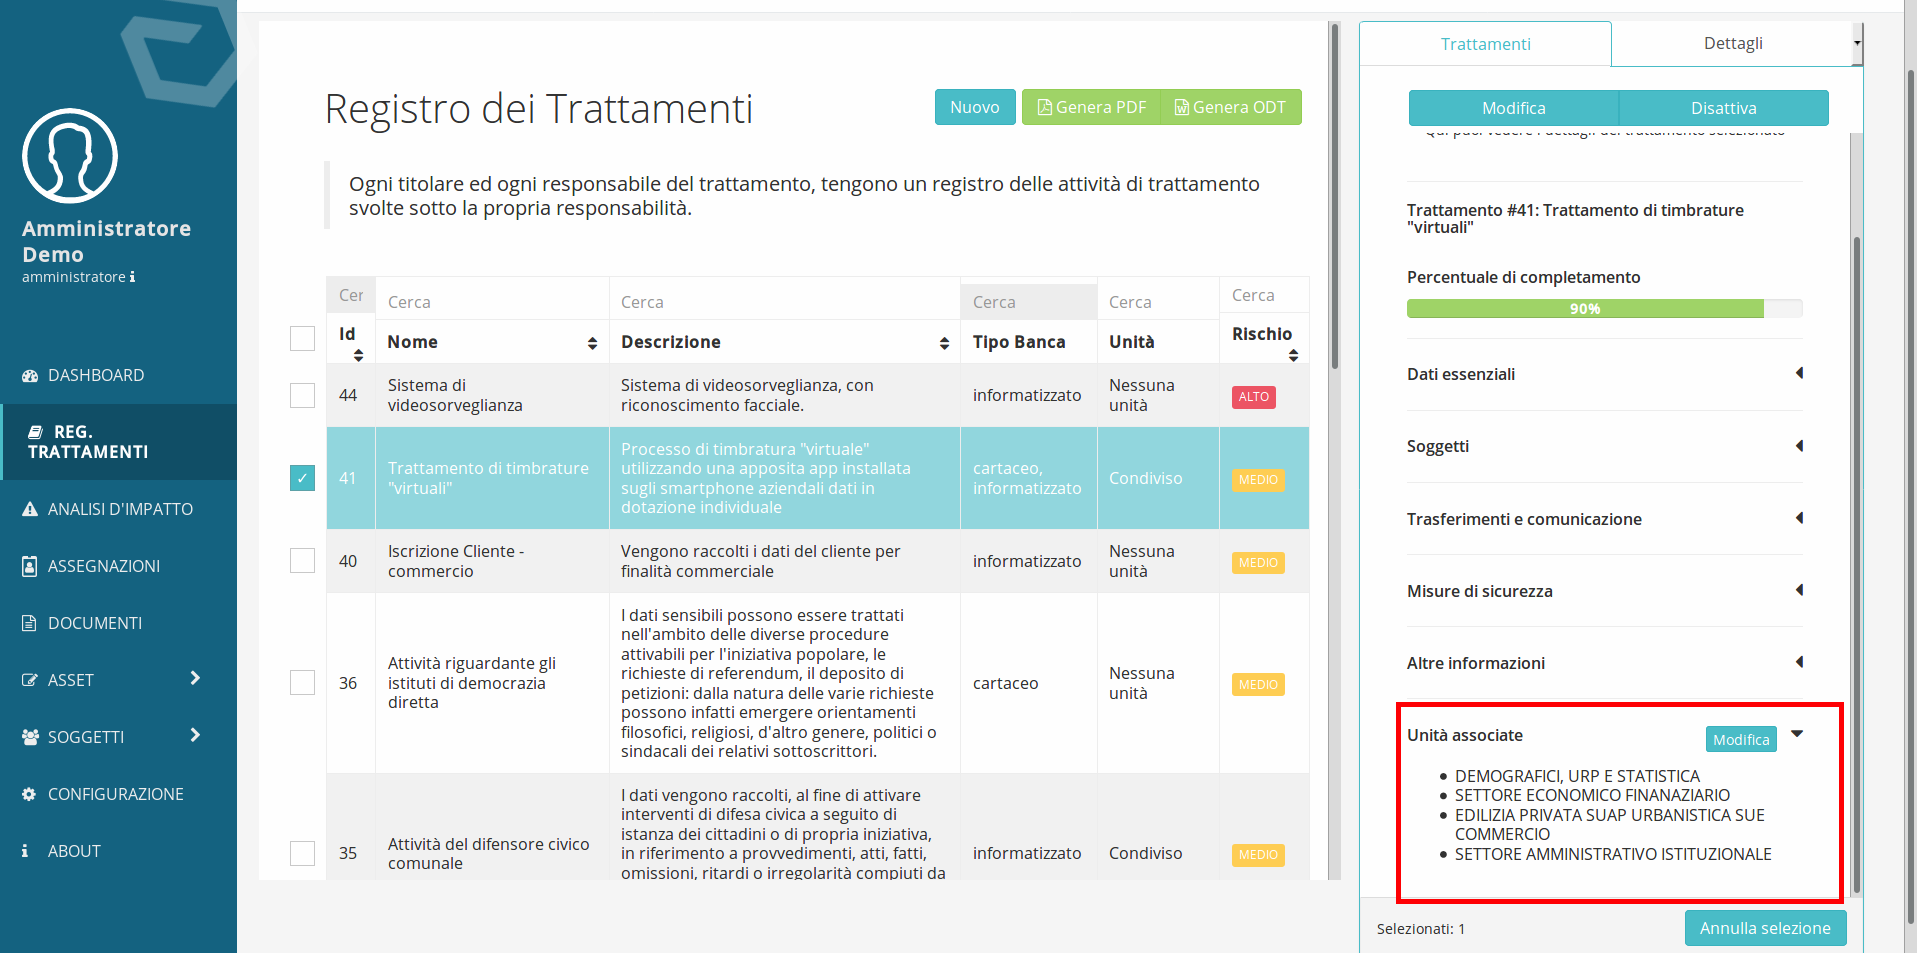 Amministratore
Demo
amministratore
DASHBOARD
REG.
TRATTAMENTI
ANALISI D'IMPATTO
ASSEGNAZIONI
DOCUMENTI
ASSET
SOGGETTI
CONFIGURAZIONE
ABOUT
Registro dei Trattamenti
Nuovo
Genera PDF
Genera ODT
Ogni titolare ed ogni responsabile del trattamento, tengono un registro delle attività di trattamento
svolte sotto la propria responsabilità.
Cer
Cerca
Cerca
Cerca
Cerca
Cerca
Id
Nome
Descrizione
Tipo Banca
Unità
Rischio
44
Sistema di
videosorveglianza
Sistema di videosorveglianza, con
riconoscimento facciale.
informatizzato
Nessuna
unità
ALTO
41
Trattamento di timbrature
"virtuali"
Processo di timbratura "virtuale"
utilizzando una apposita app installata
sugli smartphone aziendali dati in
dotazione individuale
cartaceo,
informatizzato
Condiviso
MEDIO
40
Iscrizione Cliente -
commercio
Vengono raccolti i dati del cliente per
finalità commerciale
informatizzato
Nessuna
unità
MEDIO
36
Attività riguardante gli
istituti di democrazia
diretta
I dati sensibili possono essere trattati
nell'ambito delle diverse procedure
attivabili per l'iniziativa popolare, le
richieste di referendum, il deposito di
petizioni: dalla natura delle varie richieste
possono infatti emergere orientamenti
filosofici, religiosi, d'altro genere, politici o
sindacali dei relativi sottoscrittori.
cartaceo
Nessuna
unità
MEDIO
35
Attività del difensore civico
comunale
I dati vengono raccolti, al fine di attivare
interventi di difesa civica a seguito di
istanza dei cittadini o di propria iniziativa,
in riferimento a provvedimenti, atti, fatti,
omissioni, ritardi o irregolarità compiuti da
informatizzato
Condiviso
MEDIO
Trattamenti
Dettagli
Modifica
Disattiva
Qui puoi vedere i dettagli del trattamento selezionato
Trattamento #41: Trattamento di timbrature
"virtuali"
Percentuale di completamento
90%
Dati essenziali
Soggetti
Trasferimenti e comunicazione
Misure di sicurezza
Altre informazioni
Unità associate
Modifica
DEMOGRAFICI, URP E STATISTICA
SETTORE ECONOMICO FINANAZIARIO
EDILIZIA PRIVATA SUAP URBANISTICA SUE
COMMERCIO
SETTORE AMMINISTRATIVO ISTITUZIONALE
Selezionati: 1
Annulla selezione